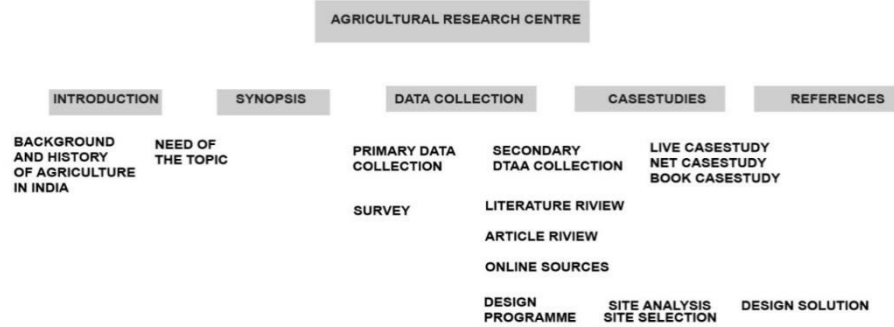 AGRICULTURAL RESEARCH CENTRE
INTRODUCTION
SYNOPSIS
DATA COLLECTION
CASESTUDIES
REFERENCES
BACKGROUND
AND HISTORY
OF AGRICULTURE
IN INDIA
NEED OF
THE TOPIC
PRIMARY DATA
COLLECTION
SECONDARY
DTAA COLLECTION
LIVE CASESTUDY
NET CASESTUDY
BOOK CASESTUDY
SURVEY
LITERATURE RIVIEW
ARTICLE RIVIEW
ONLINE SOURCES
DESIGN
PROGRAMME
SITE ANALYSIS
SITE SELECTION
DESIGN SOLUTION